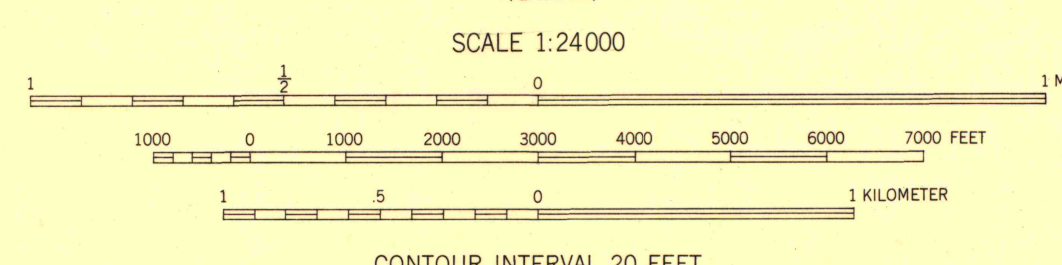 SCALE 1:24000
1 1/2 0 1
1000 0 1000 2000 3000 4000 5000 6000 7000 FEET
1 .5 0 1 KILOMETER
CONTOUR INTERVAL 20 FEET